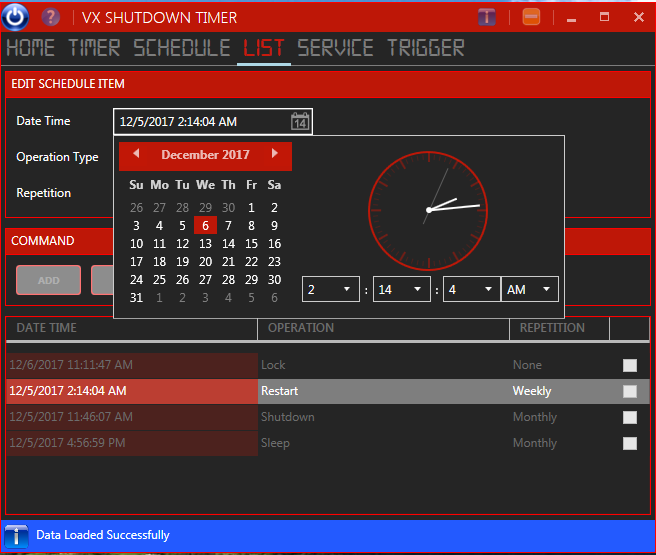 VX SHUTDOWN TIMER
HOME TIMER SCHEDULE LIST SERVICE TRIGGER
EDIT SCHEDULE ITEM
Date Time 12/5/2017 2:14:04 AM 14
Operation Type
Repetition
December 2017
Su Mo Tu We Th Fr Sa
26 27 28 29 30 1 2
3 4 5 6 7 8 9
10 11 12 13 14 15 16
17 18 19 20 21 22 23
24 25 26 27 28 29 30
31 1 2 3 4 5 6
2 : 14 : 4 AM
COMMAND
ADD
DATE TIME OPERATION REPETITION
12/6/2017 11:11:47 AM Lock None
12/5/2017 2:14:04 AM Restart Weekly
12/5/2017 11:46:07 AM Shutdown Monthly
12/5/2017 4:56:59 PM Sleep Monthly
Data Loaded Successfully